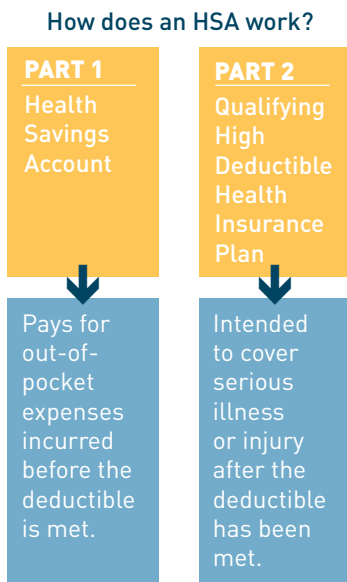 How does an HSA work?
PART 1
Health
Savings
Account
Pays for
out-of-
pocket
expenses
incurred
before the
deductible
is met.
PART 2
Qualifying
High
Deductible
Health
Insurance
Plan
Intended
to cover
serious
illness
or injury
after the
deductible
has been
met.